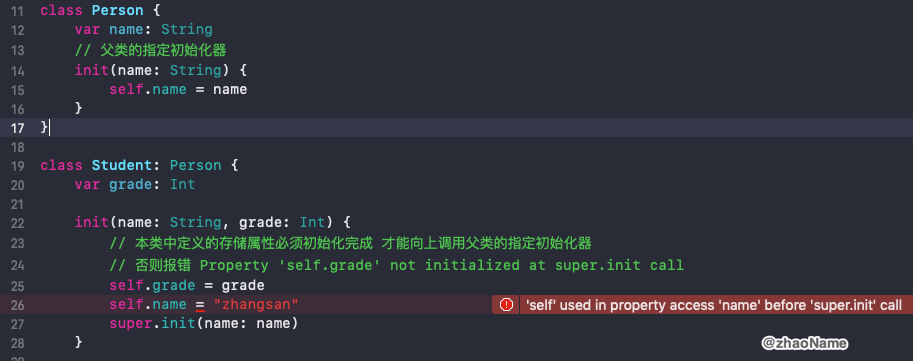 11 class Person {
12     var name: String
13     // 父类的指定初始化器
14     init(name: String) {
15         self.name = name
16     }
17 }
18
19 class Student: Person {
20     var grade: Int
21
22     init(name: String, grade: Int) {
23         // 本类中定义的存储属性必须初始化完成 才能向上调用父类的指定初始化器
24         // 否则报错 Property 'self.grade' not initialized at super.init call
25         self.grade = grade
26         self.name = "zhangsan" 'self' used in property access 'name' before 'super.init' call
27         super.init(name: name)
28     }
@zhaoName